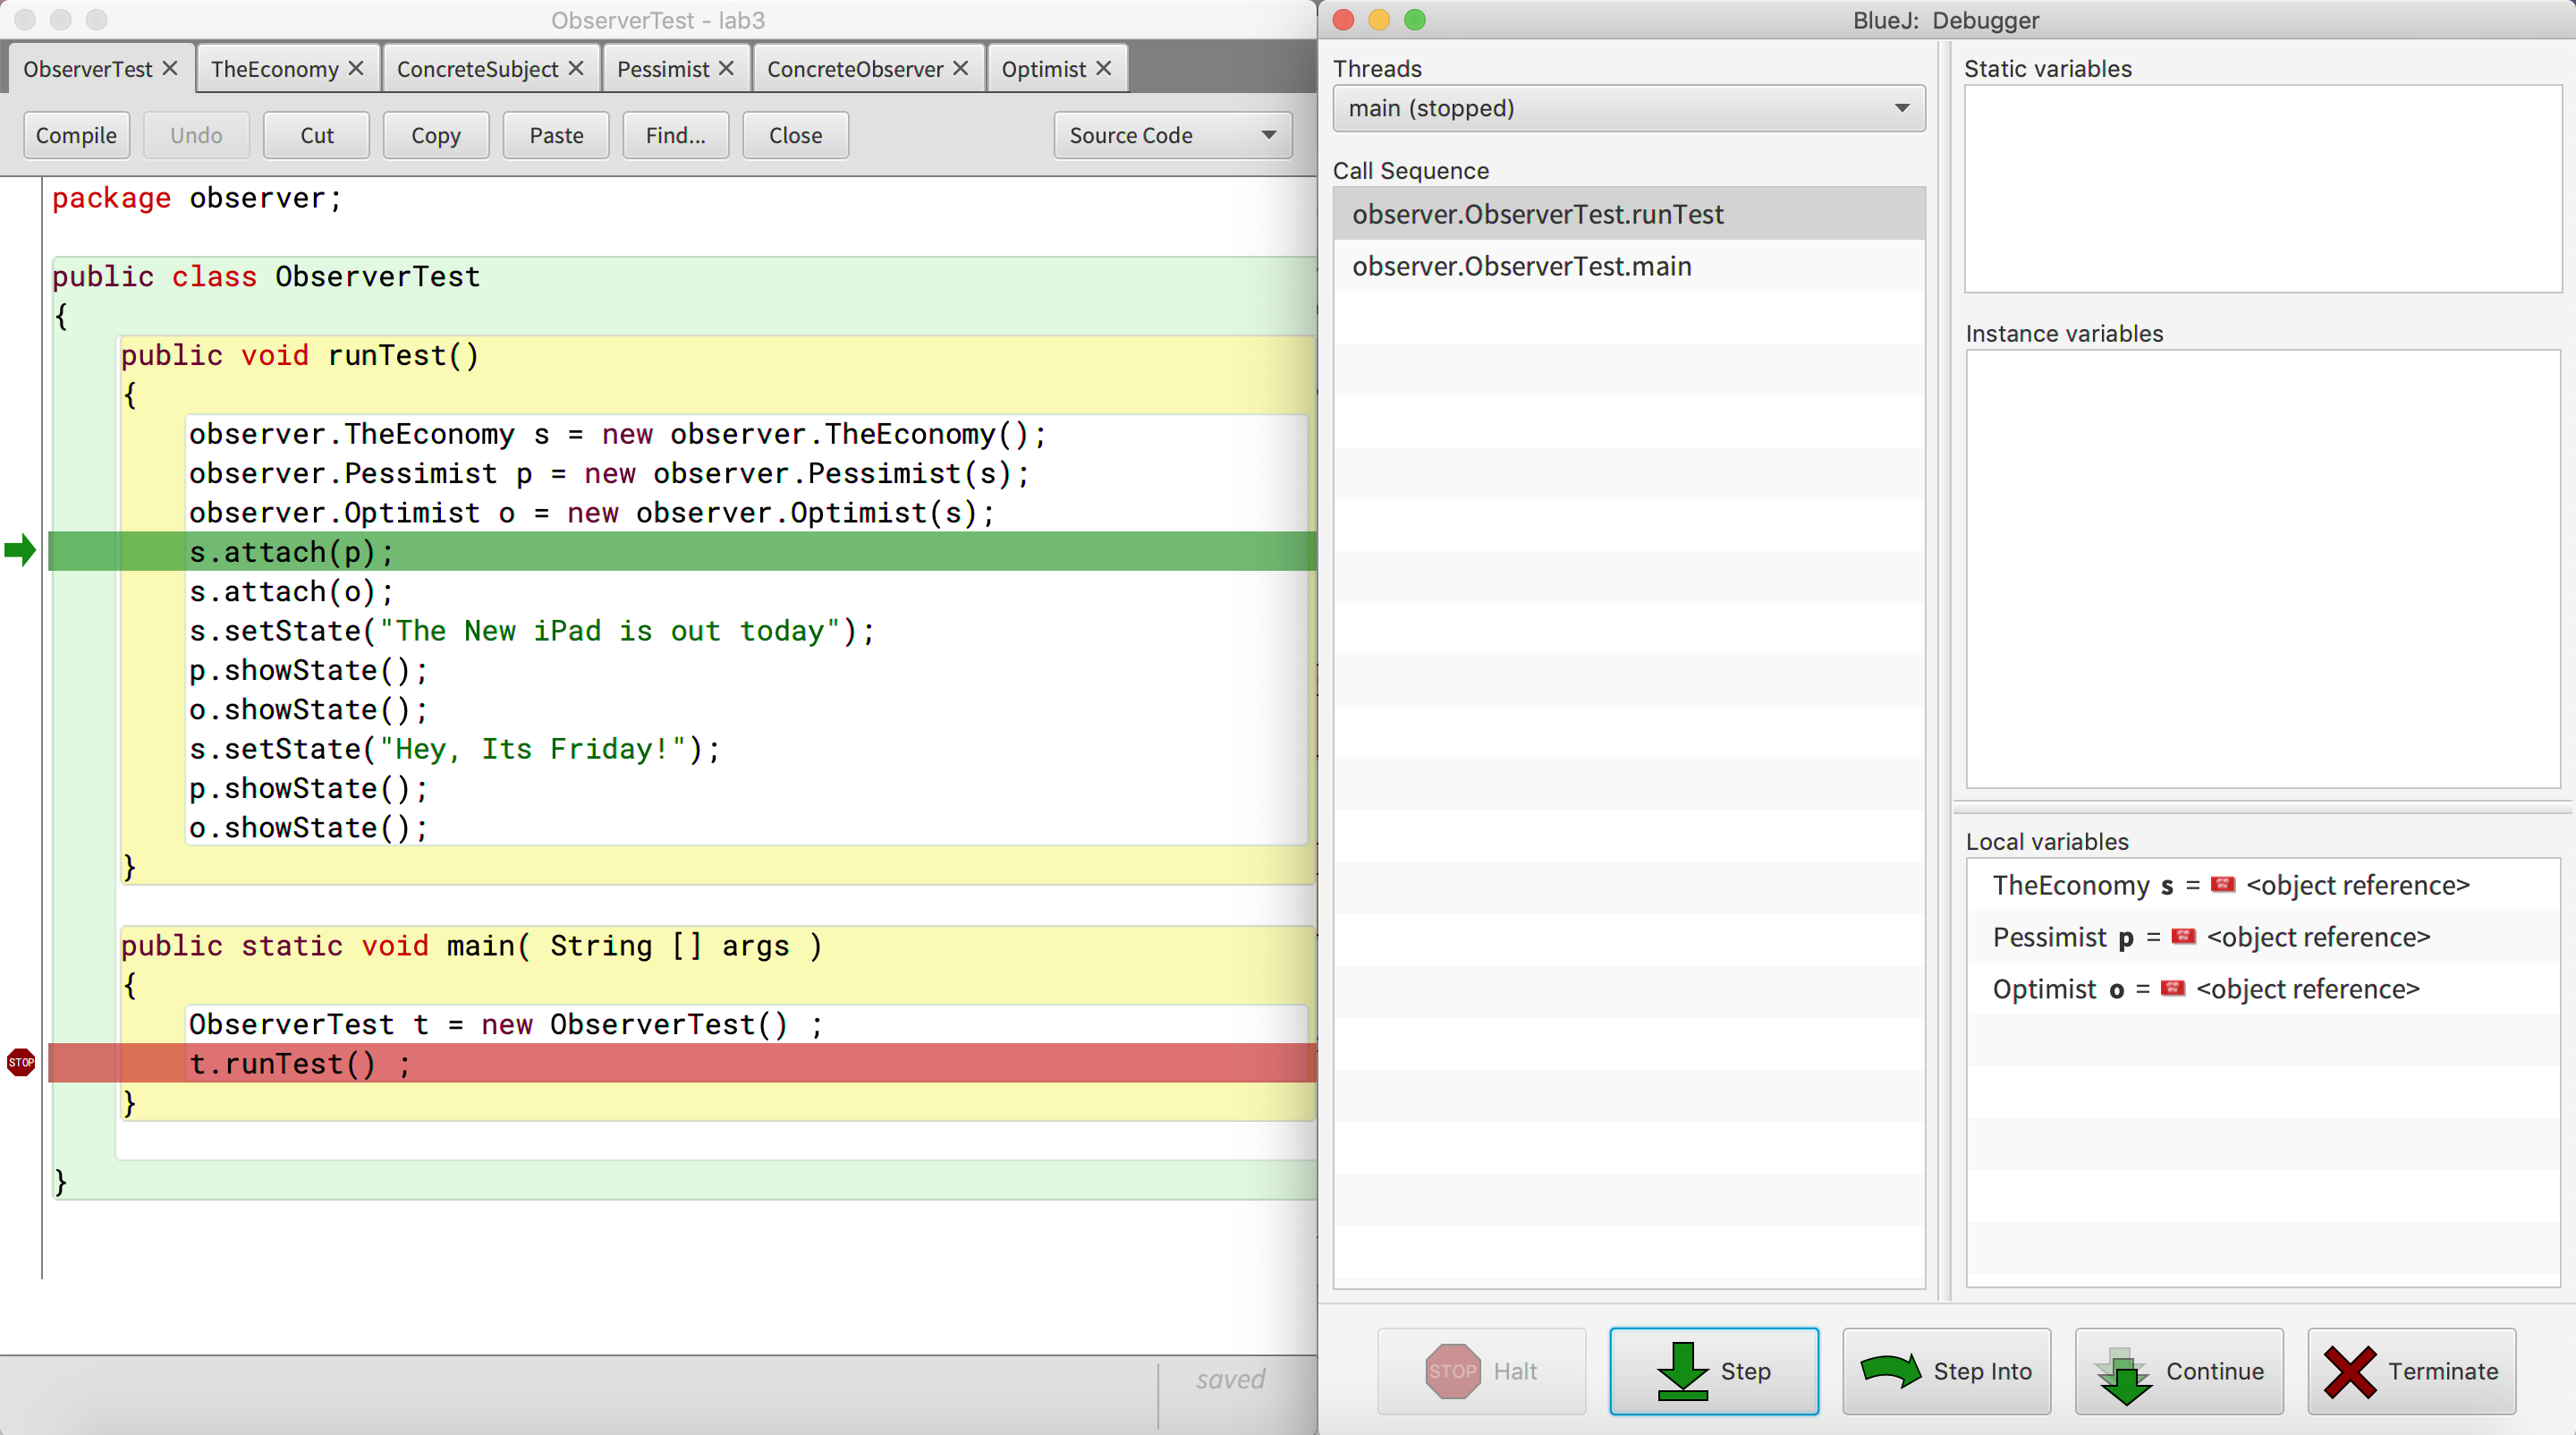 ObserverTest - lab3
ObserverTest TheEconomy ConcreteSubject Pessimist ConcreteObserver Optimist
Compile Undo Cut Copy Paste Find... Close Source Code
package observer;
public class ObserverTest
{
public void runTest()
{
observer.TheEconomy s = new observer.TheEconomy();
observer.Pessimist p = new observer.Pessimist(s);
observer.Optimist o = new observer.Optimist(s);
s.attach(p);
s.attach(o);
s.setState("The New iPad is out today");
p.showState();
o.showState();
s.setState("Hey, Its Friday!");
p.showState();
o.showState();
}
public static void main( String [] args )
{
ObserverTest t = new ObserverTest() ;
STOP t.runTest() ;
}
}
saved
BlueJ: Debugger
Threads
main (stopped)
Call Sequence
observer.ObserverTest.runTest
observer.ObserverTest.main
Static variables
Instance variables
Local variables
TheEconomy s = <object reference>
Pessimist p = <object reference>
Optimist o = <object reference>
STOP Halt Step Step Into Continue Terminate